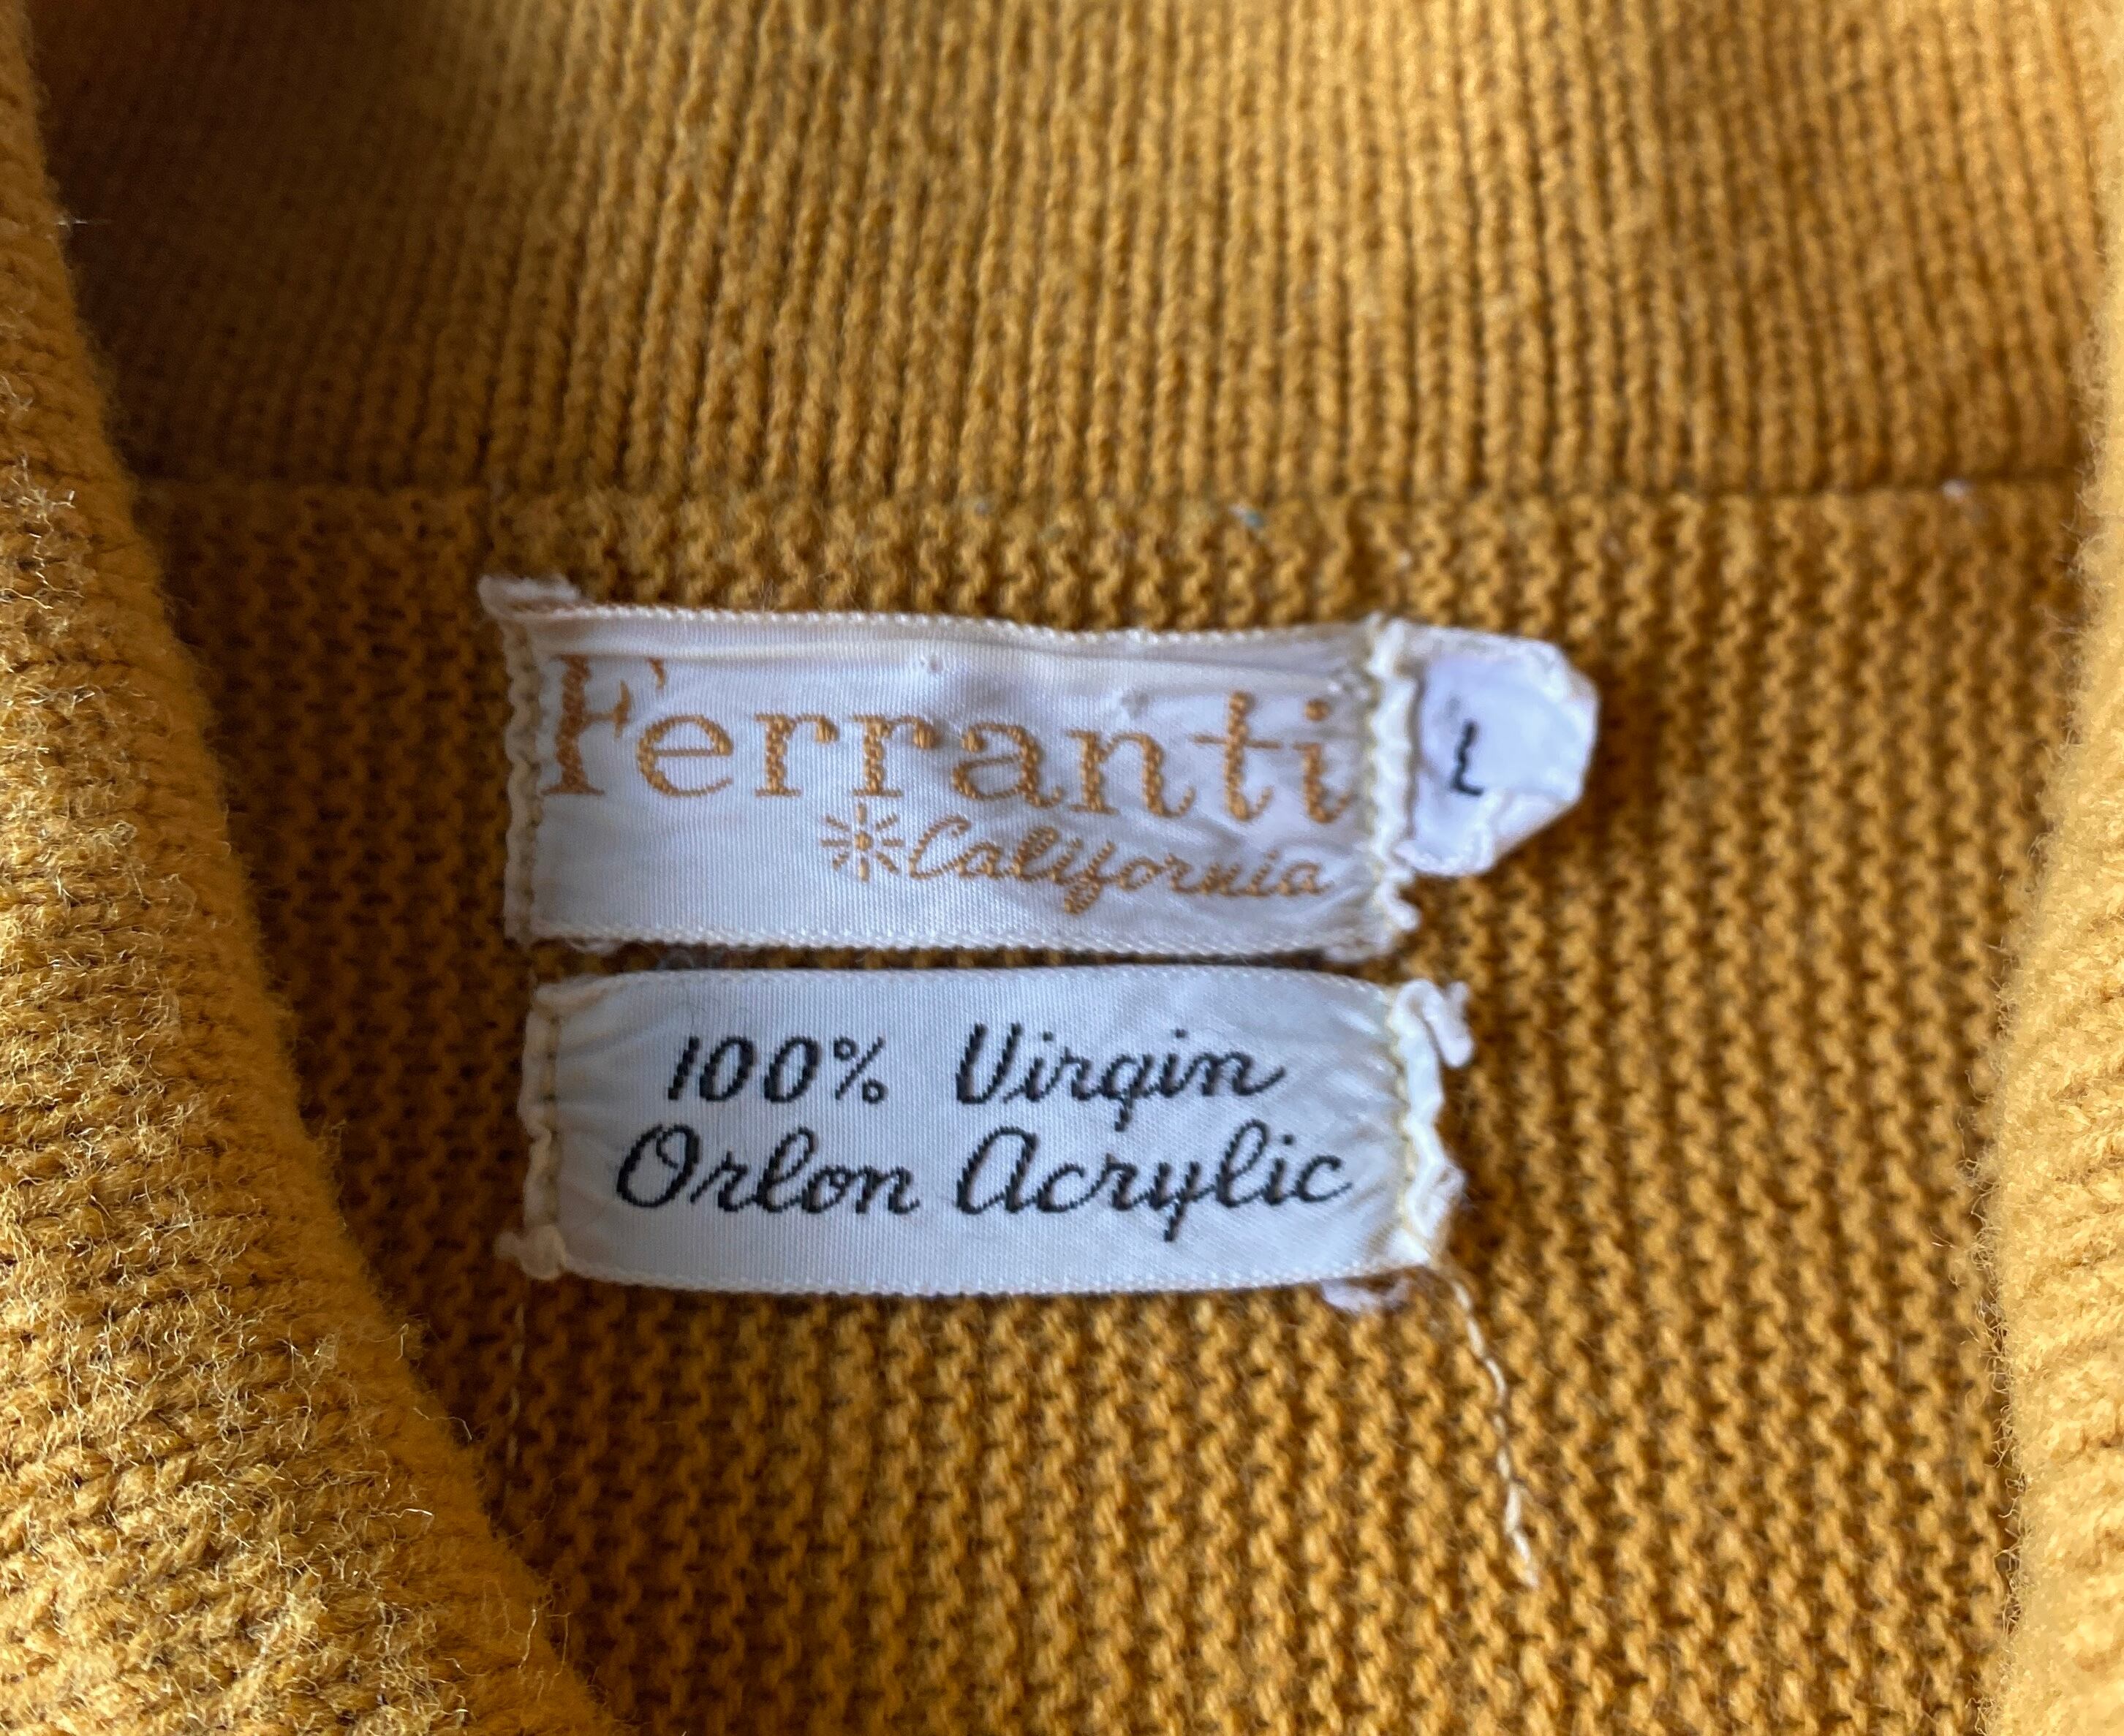 Ferranti
L
California
100% Virgin
Orlon Acrylic